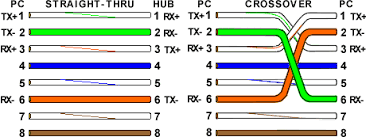 PC STRAIGHT-THRU HUB
TX+ 1 1 RX+
TX- 2 2 RX-
RX+ 3 3 TX+
4 4
5 5
RX- 6 6 TX-
7 7
8 8
PC CROSSOVER PC
TX+ 1 1 RX+
TX- 2 2 TX-
RX+ 3 3 TX+
4 4
5 5
RX- 6 6 RX-
7 7
8 8